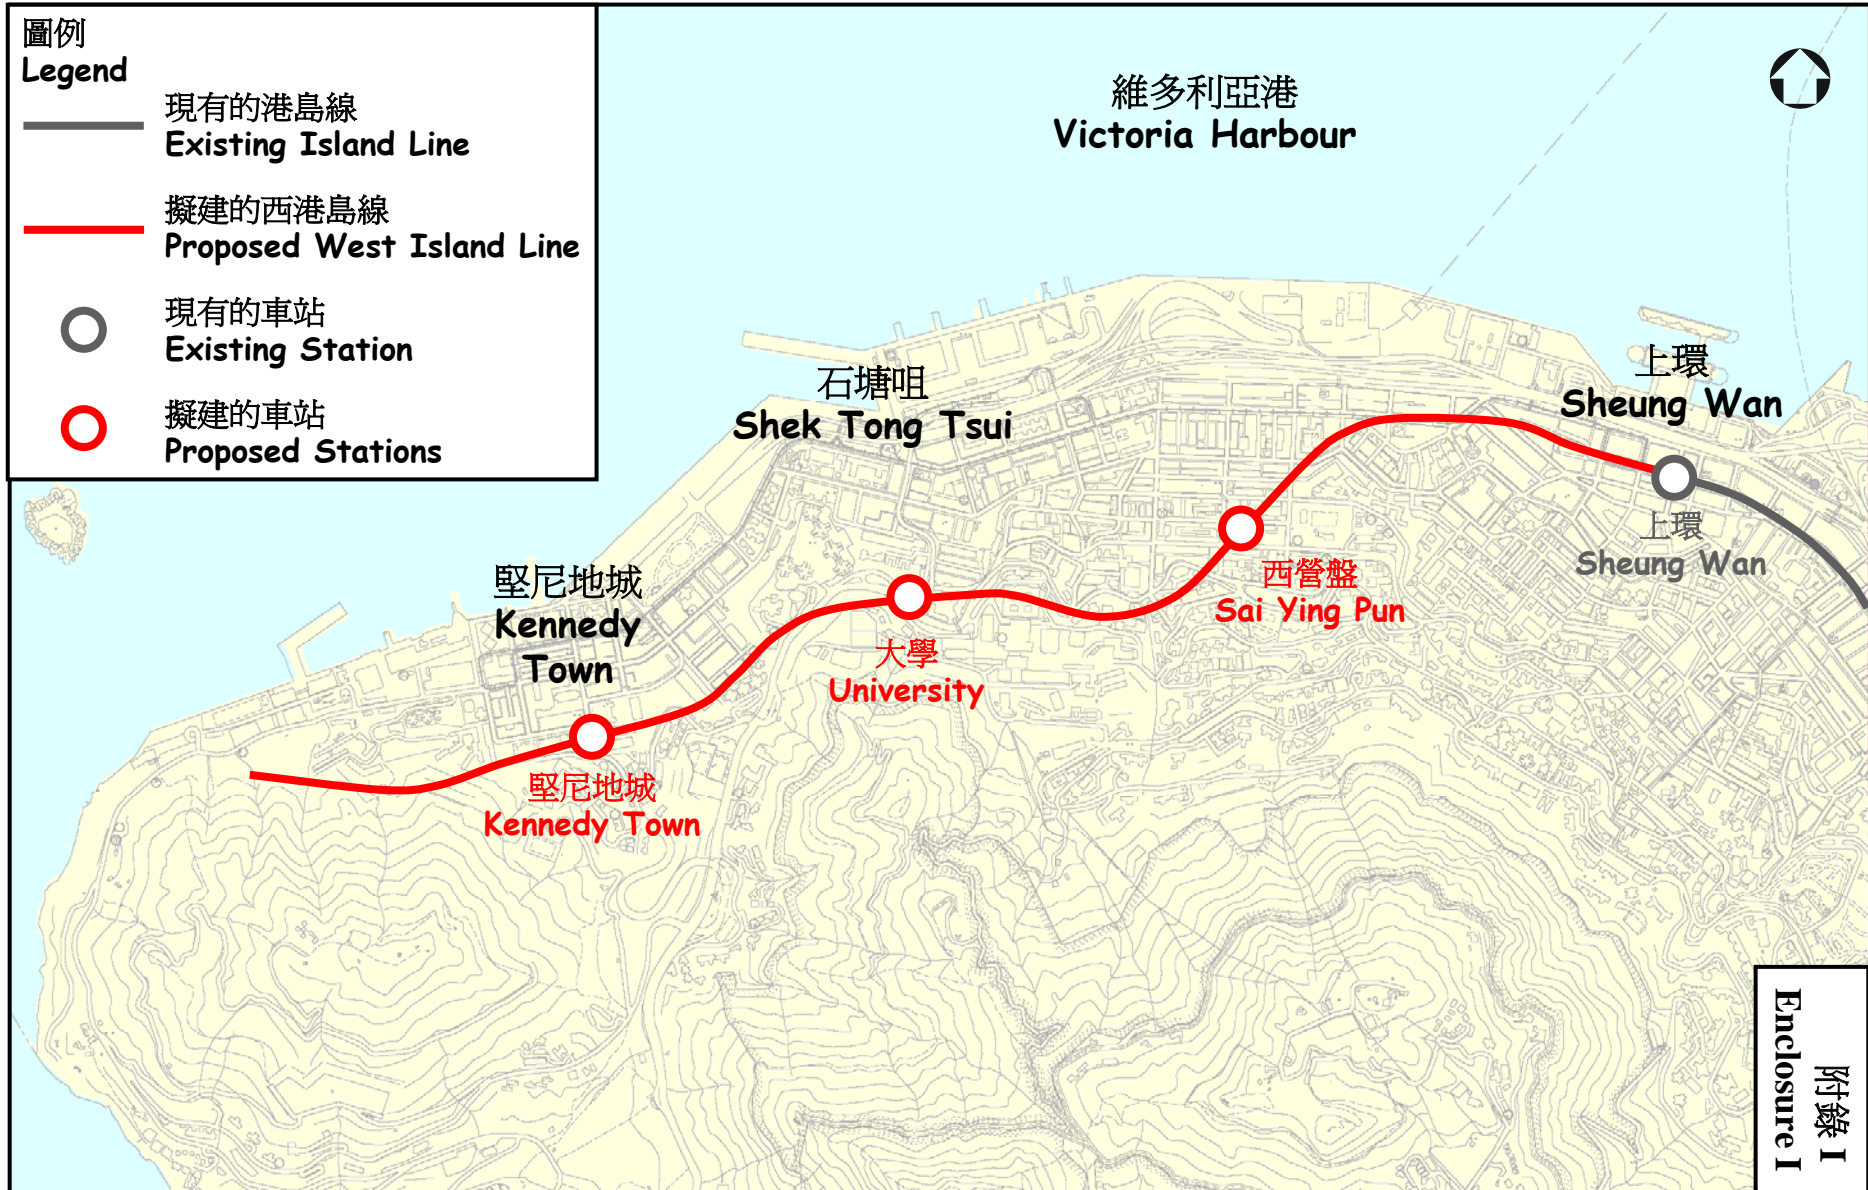 圖例
Legend
現有的港島線
Existing Island Line
擬建的西港島線
Proposed West Island Line
現有的車站
Existing Station
擬建的車站
Proposed Stations
維多利亞港
Victoria Harbour
上環
Sheung Wan
石塘咀
Shek Tong Tsui
上環
Sheung Wan
西營盤
Sai Ying Pun
堅尼地城
Kennedy
Town
大學
University
堅尼地城
Kennedy Town
附錄 I
Enclosure I